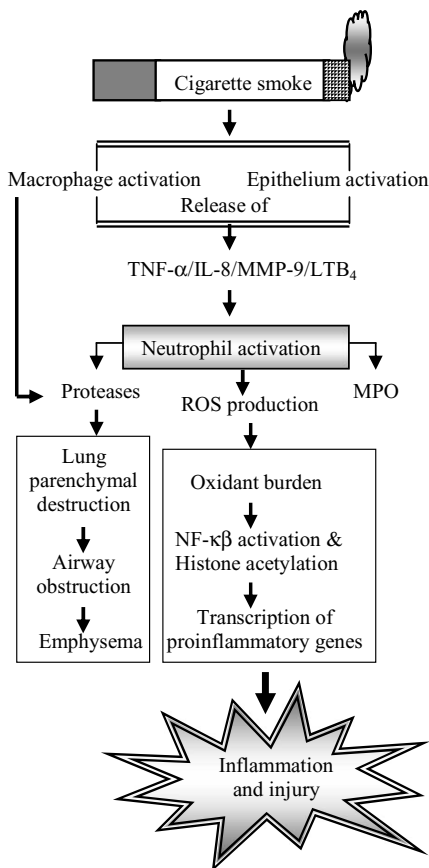 Cigarette smoke
Macrophage activation
Epithelium activation
Release of
TNF-α/IL-8/MMP-9/LTB₄
Neutrophil activation
Proteases
ROS production
MPO
Lung
parenchymal
destruction
Airway
obstruction
Emphysema
Oxidant burden
NF-κβ activation &
Histone acetylation
Transcription of
proinflammatory genes
Inflammation
and injury